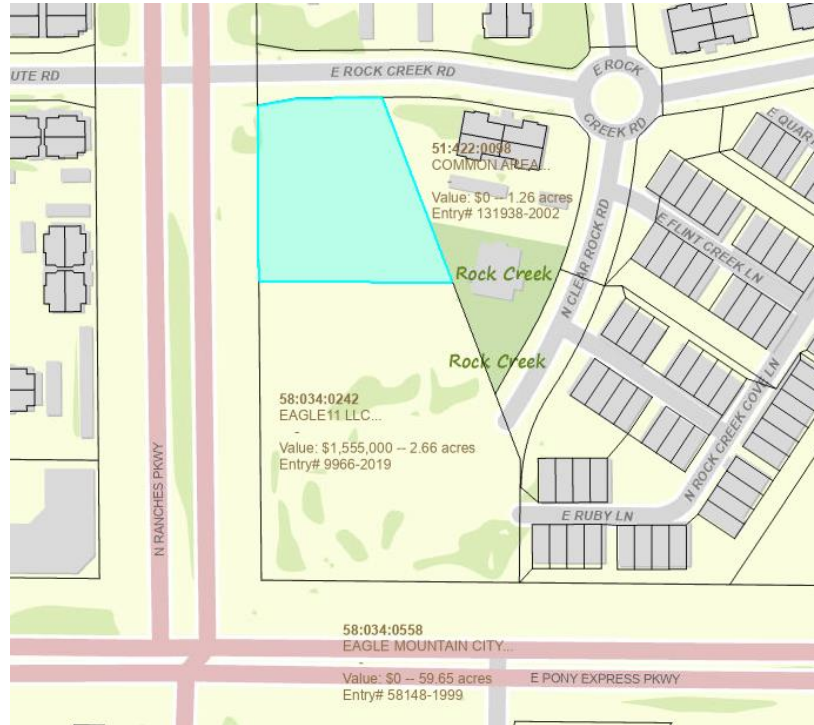 UTE RD
E ROCK CREEK RD
E ROCK
CREEK RD
E QUAR
51:422:0098
COMMON AREA...
-
Value: $0 -- 1.26 acres
Entry# 131938-2002
E FLINT CREEK LN
N CLEAR ROCK RD
Rock Creek
Rock Creek
58:034:0242
EAGLE11 LLC...
-
Value: $1,555,000 -- 2.66 acres
Entry# 9966-2019
N ROCK CREEK COVE LN
N RANCHES PKWY
E RUBY LN
58:034:0558
EAGLE MOUNTAIN CITY...
-
Value: $0 -- 59.65 acres
Entry# 58148-1999
E PONY EXPRESS PKWY